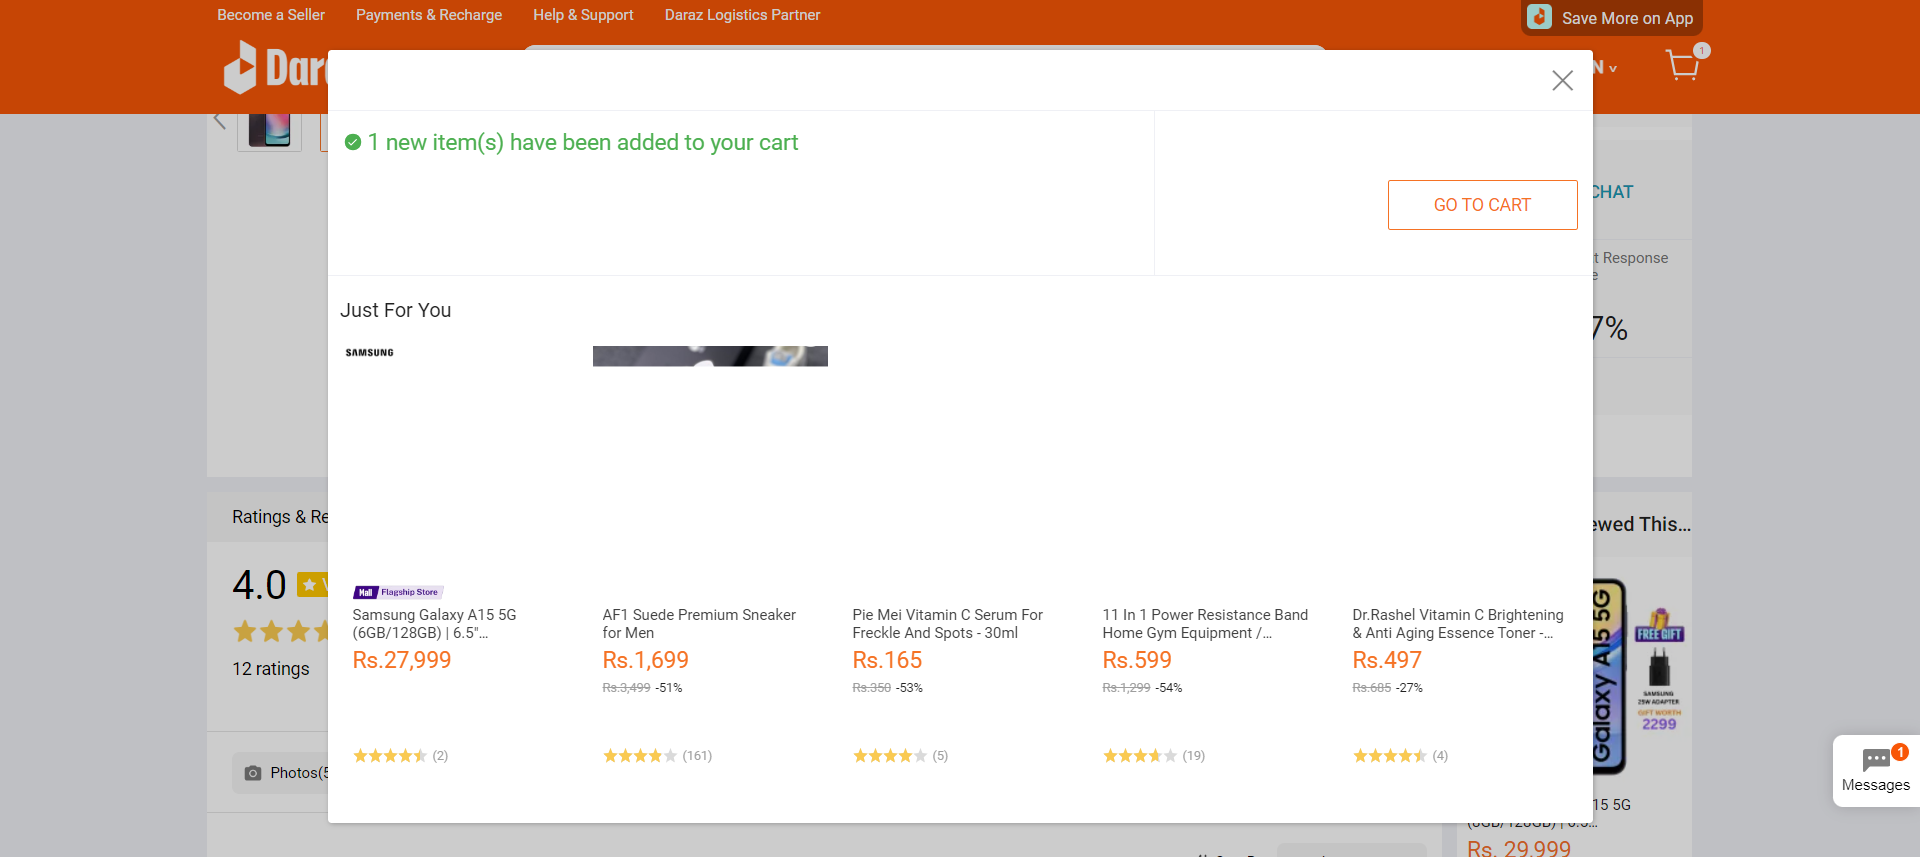 Become a Seller
Payments & Recharge
Help & Support
Daraz Logistics Partner
Save More on App
1
1 new item(s) have been added to your cart
GO TO CART
CHAT
Response
7%
Just For You
SAMSUNG
Ratings &
This...
4.0
12 ratings
Photos(5
Mall Flagship Store
Samsung Galaxy A15 5G
(6GB/128GB) | 6.5"...
Rs.27,999
(2)
AF1 Suede Premium Sneaker
for Men
Rs.1,699
Rs.3,499 -51%
(161)
Pie Mei Vitamin C Serum For
Freckle And Spots - 30ml
Rs.165
Rs.350 -53%
(5)
11 In 1 Power Resistance Band
Home Gym Equipment /...
Rs.599
Rs.1,299 -54%
(19)
Dr.Rashel Vitamin C Brightening
& Anti Aging Essence Toner -...
Rs.497
Rs.685 -27%
(4)
Galaxy A15 5G
FREE GIFT
SAMSUNG
25W ADAPTER
GIFT WORTH
2299
15 5G
Rs. 29,999
1
Messages